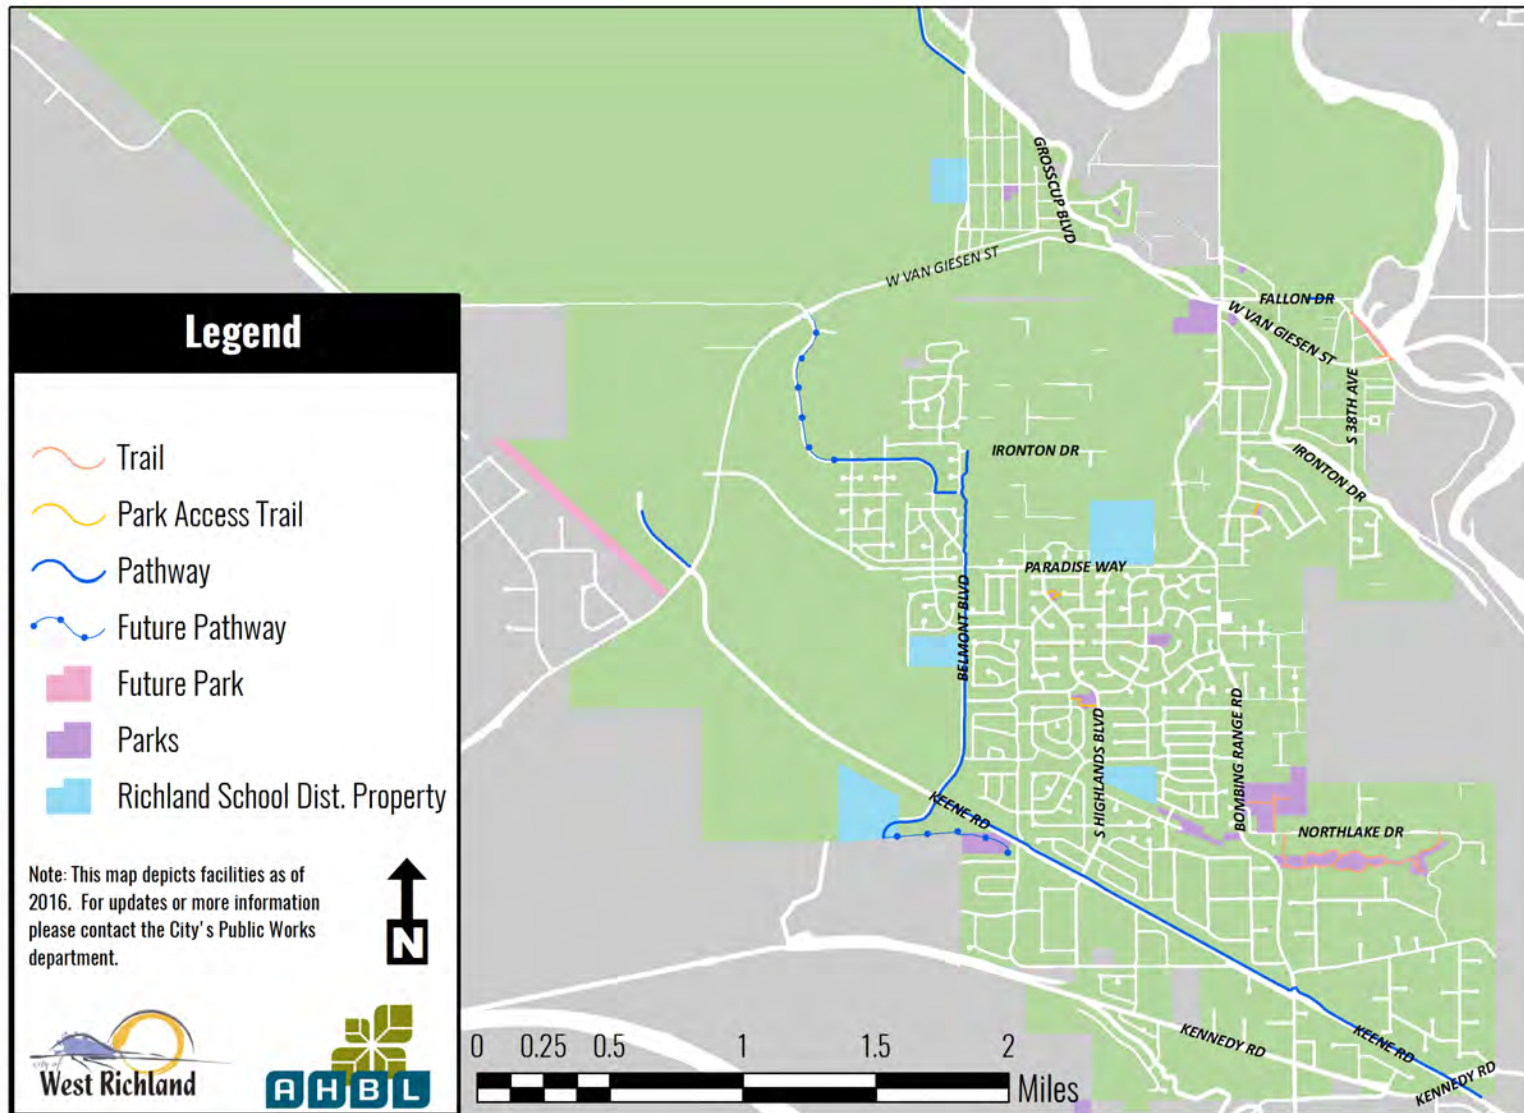 Legend
Trail
Park Access Trail
Pathway
Future Pathway
Future Park
Parks
Richland School Dist. Property
Note: This map depicts facilities as of
2016. For updates or more information
please contact the City's Public Works
department.
N
West Richland
AHBL
0 0.25 0.5 1 1.5 2
Miles
GROSSCUP BLVD
W VAN GIESEN ST
FALLON DR
W VAN GIESEN ST
S 38TH AVE
IRONTON DR
IRONTON DR
PARADISE WAY
BELMONT BLVD
S HIGHLANDS BLVD
BOMBING RANGE RD
KEENE RD
NORTHLAKE DR
KENNEDY RD
KEENE RD
KENNEDY RD